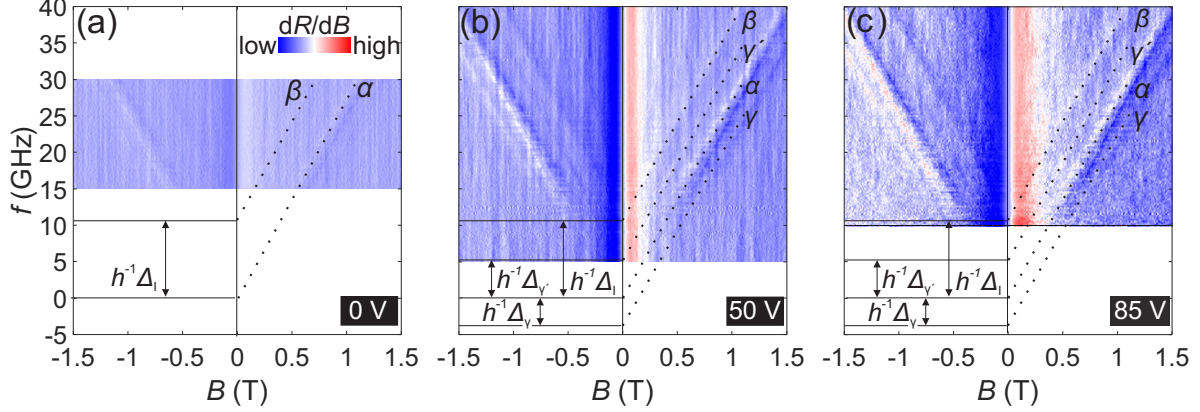 (a) dR/dB
low high
β α
h⁻¹Δ_I
0 V
f (GHz)
40
35
30
25
20
15
10
5
0
-5
-1.5 -1 -0.5 0 0.5 1 1.5
B (T)
(b)
β
γ́
α
γ
h⁻¹Δ_γ́ h⁻¹Δ_I
h⁻¹Δ_γ
50 V
-1.5 -1 -0.5 0 0.5 1 1.5
B (T)
(c)
β
γ́
α
γ
h⁻¹Δ_γ́ h⁻¹Δ_I
h⁻¹Δ_γ
85 V
-1.5 -1 -0.5 0 0.5 1 1.5
B (T)